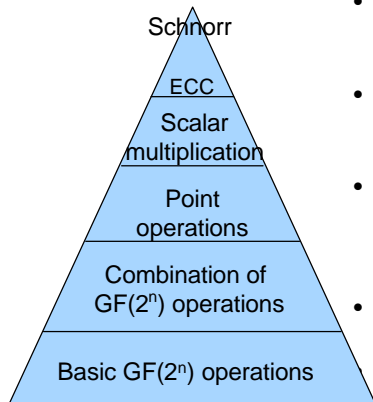 Schnorr
ECC
Scalar
multiplication
Point
operations
Combination of
GF(2ⁿ) operations
Basic GF(2ⁿ) operations